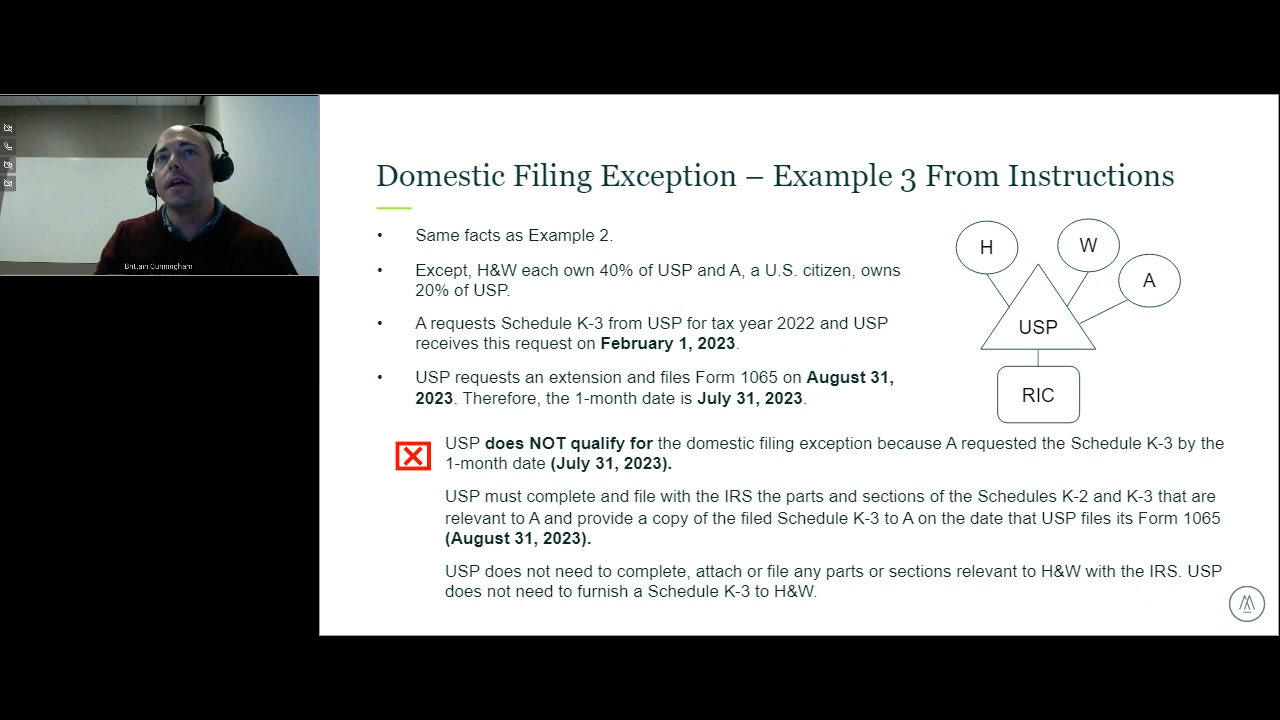 Brittain Cunningham
Domestic Filing Exception – Example 3 From Instructions
• Same facts as Example 2.
• Except, H&W each own 40% of USP and A, a U.S. citizen, owns
20% of USP.
• A requests Schedule K-3 from USP for tax year 2022 and USP
receives this request on February 1, 2023.
• USP requests an extension and files Form 1065 on August 31,
2023. Therefore, the 1-month date is July 31, 2023.
H
W
A
USP
RIC
USP does NOT qualify for the domestic filing exception because A requested the Schedule K-3 by the
1-month date (July 31, 2023).
USP must complete and file with the IRS the parts and sections of the Schedules K-2 and K-3 that are
relevant to A and provide a copy of the filed Schedule K-3 to A on the date that USP files its Form 1065
(August 31, 2023).
USP does not need to complete, attach or file any parts or sections relevant to H&W with the IRS. USP
does not need to furnish a Schedule K-3 to H&W.